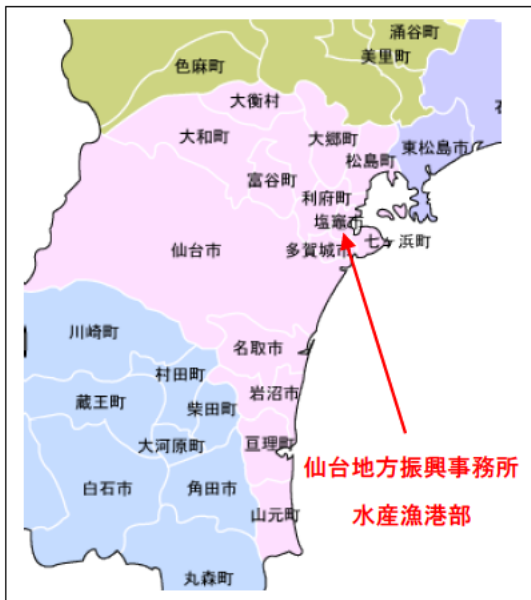 涌谷町
美里町
色麻町
大衡村
大和町
大郷町
東松島市
松島町
富谷町
利府町
塩竈市
七ヶ浜町
仙台市
多賀城市
川崎町
名取市
村田町
岩沼市
蔵王町
柴田町
大河原町
亘理町
仙台地方振興事務所
水産漁港部
白石市
角田市
山元町
丸森町